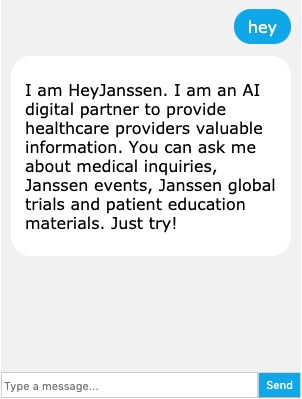 hey
I am HeyJanssen. I am an AI
digital partner to provide
healthcare providers valuable
information. You can ask me
about medical inquiries,
Janssen events, Janssen global
trials and patient education
materials. Just try!
Type a message...
Send